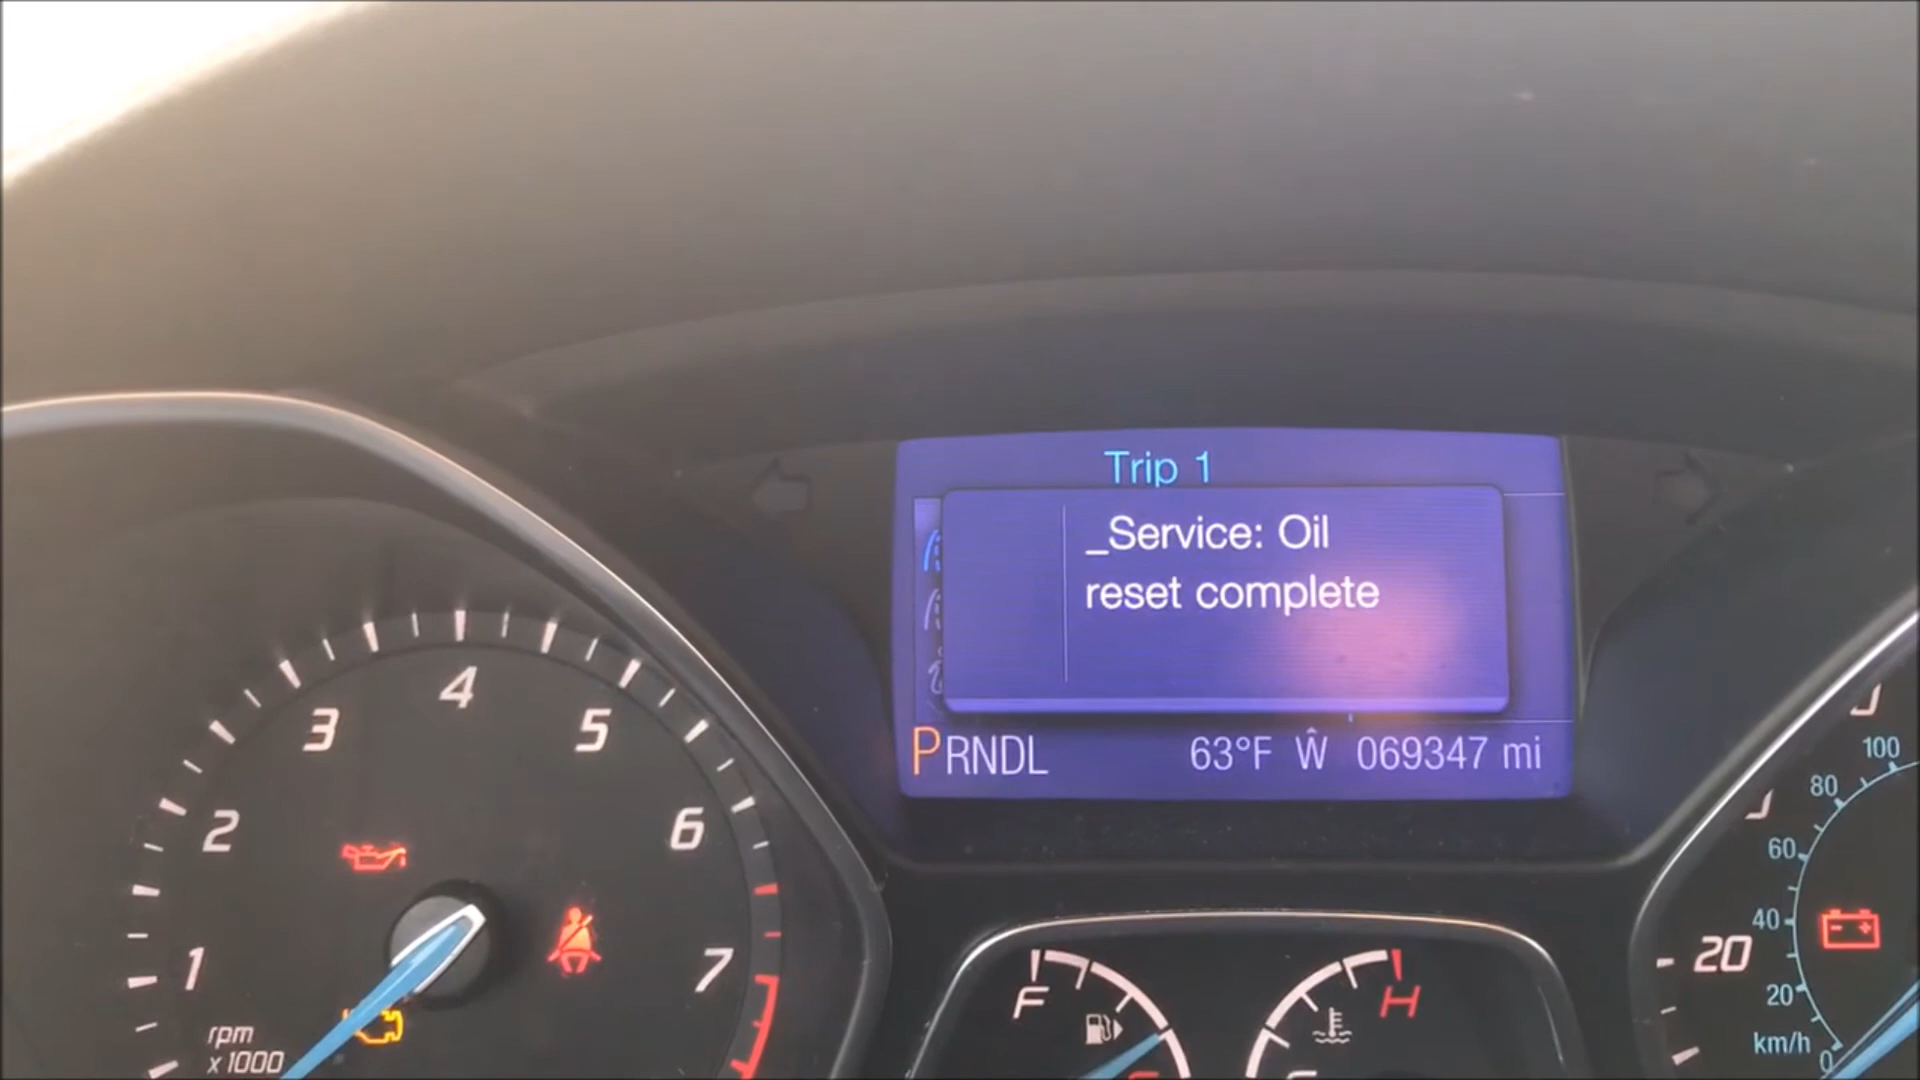 Trip 1
_Service: Oil
reset complete
PRNDL 63°F Ŵ 069347 mi
1
2
3
4
5
6
7
rpm
x1000
F
H
20
100
80
60
40
20
0
km/h